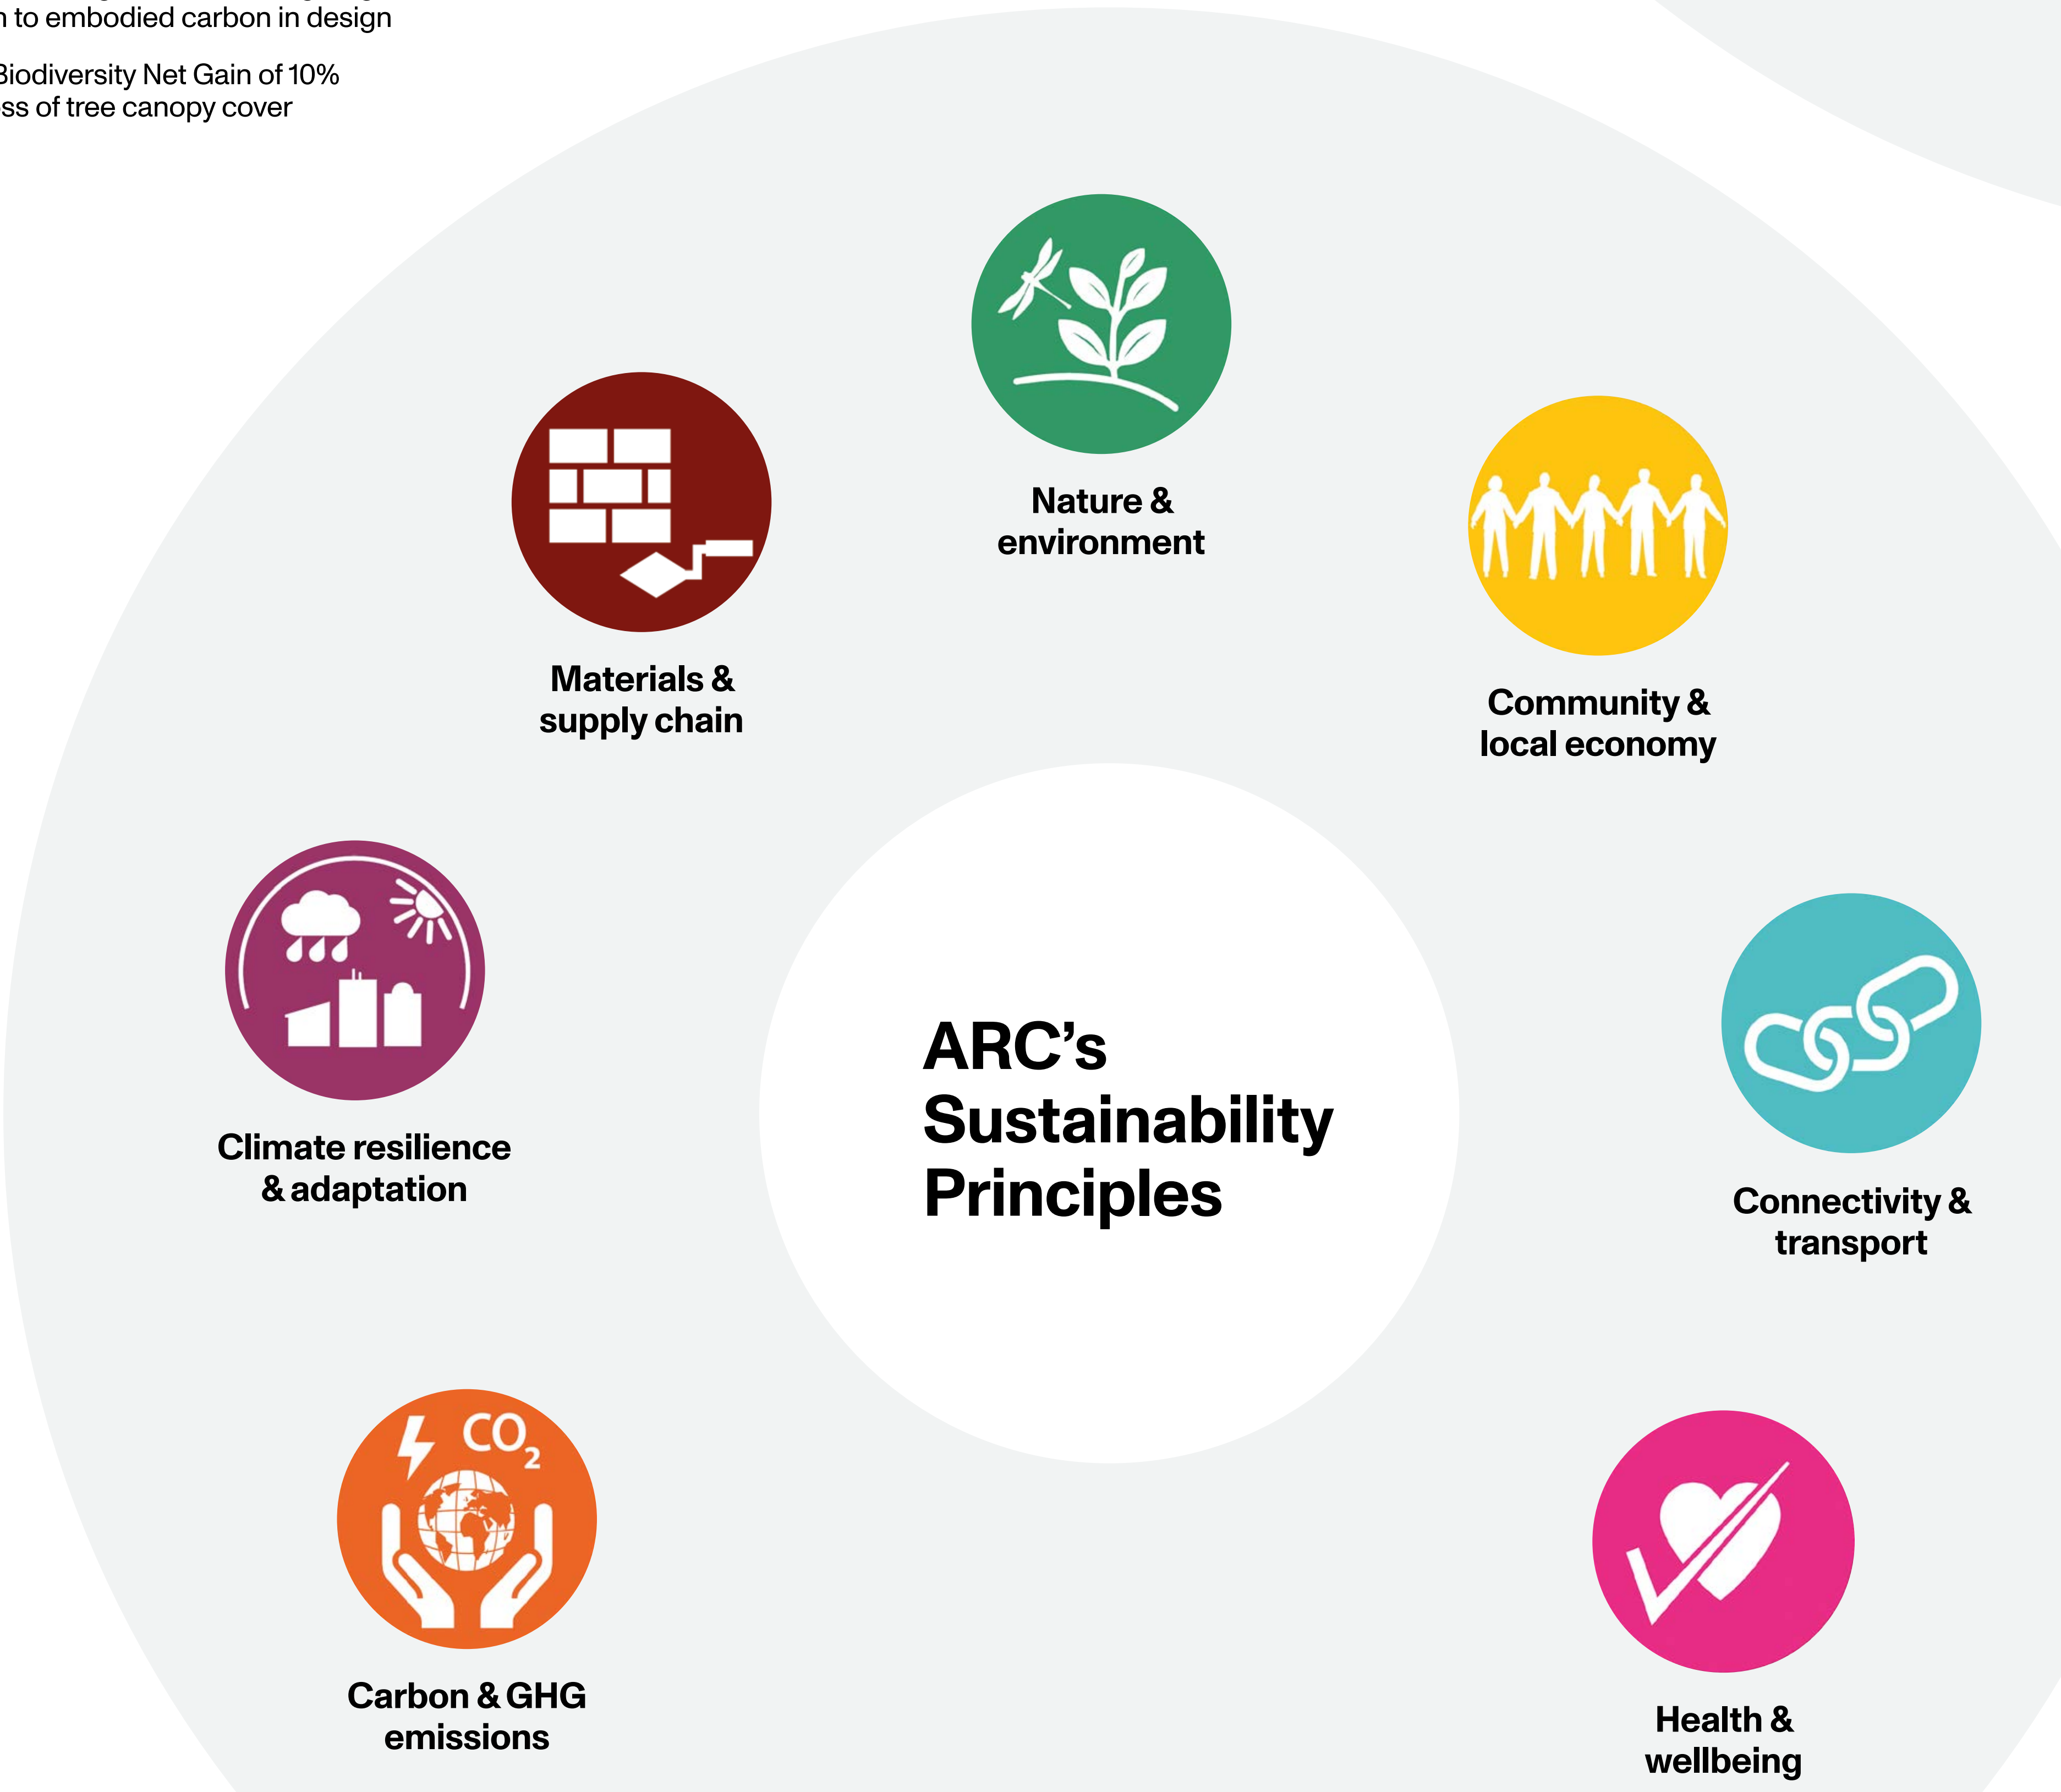 to embodied carbon in design
Biodiversity Net Gain of 10%
of tree canopy cover
Nature &
environment
Materials &
supply chain
Community &
local economy
ARC’s
Sustainability
Principles
Climate resilience
& adaptation
Connectivity &
transport
CO2
Carbon & GHG
emissions
Health &
wellbeing